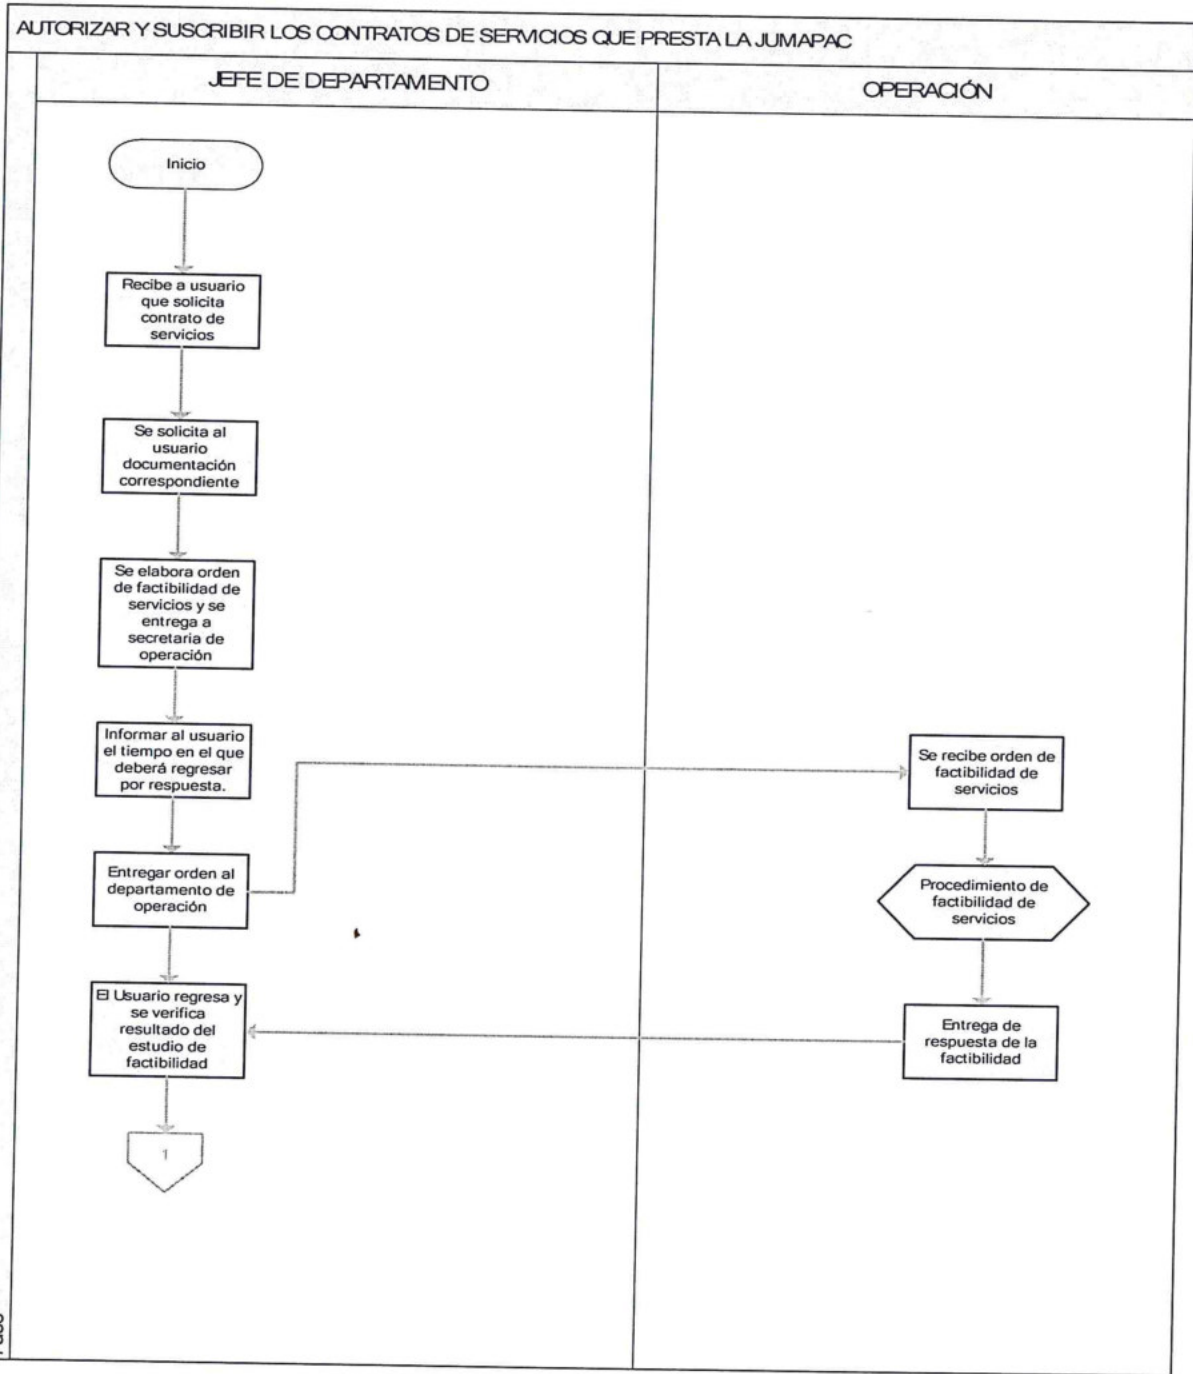 AUTORIZAR Y SUSCRIBIR LOS CONTRATOS DE SERVICIOS QUE PRESTA LA JUMAPAC
JEFE DE DEPARTAMENTO
OPERACIÓN
Inicio
Recibe a usuario
que solicita
contrato de
servicios
Se solicita al
usuario
documentación
correspondiente
Se elabora orden
de factibilidad de
servicios y se
entrega a
secretaria de
operación
Informar al usuario
el tiempo en el que
deberá regresar
por respuesta.
Entregar orden al
departamento de
operación
Se recibe orden de
factibilidad de
servicios
Procedimiento de
factibilidad de
servicios
Entrega de
respuesta de la
factibilidad
El Usuario regresa y
se verifica
resultado del
estudio de
factibilidad
1